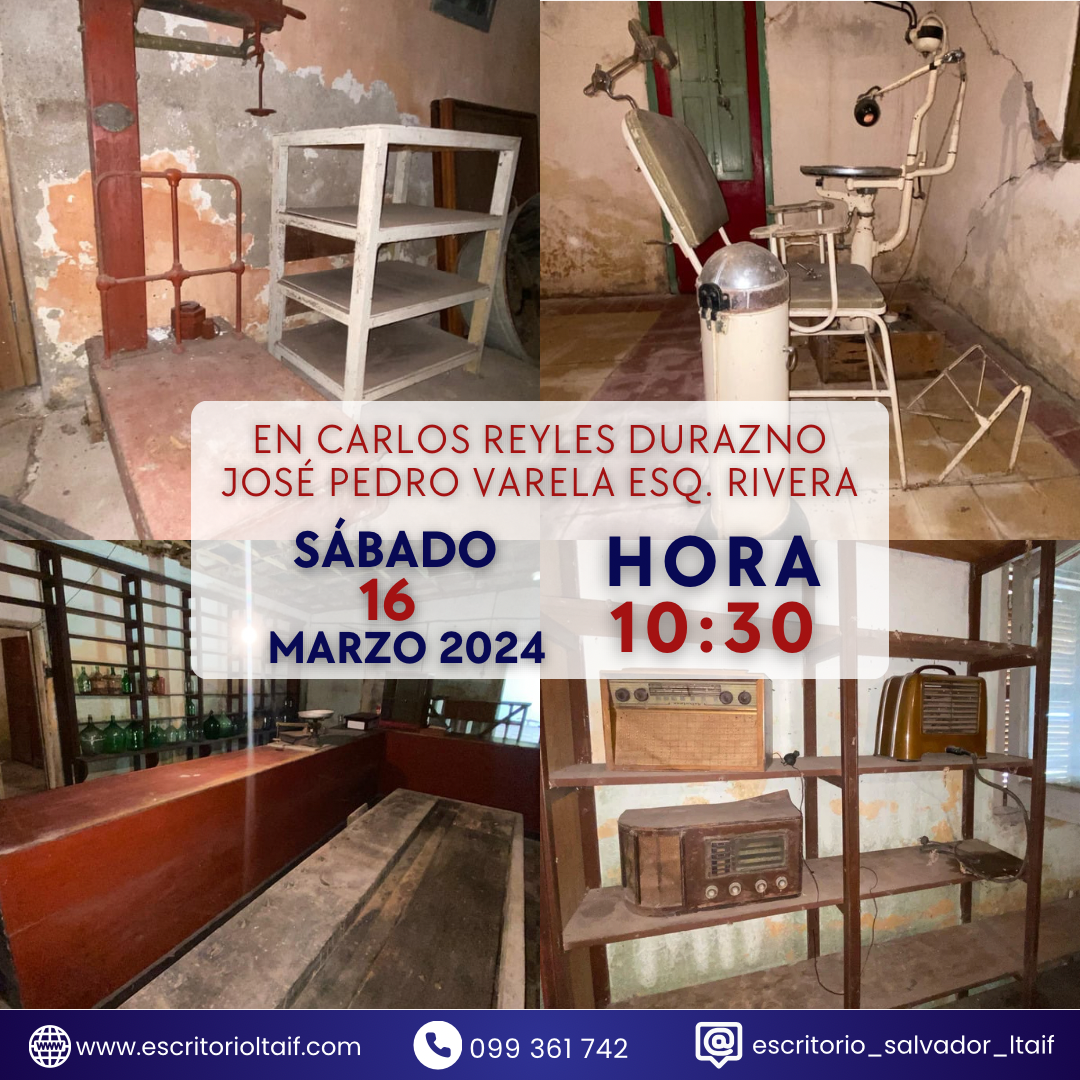 EN CARLOS REYLES DURAZNO
JOSÉ PEDRO VARELA ESQ. RIVERA
SÁBADO
16
MARZO 2024
HORA
10:30
www.escritorioltaif.com
099 361 742
escritorio_salvador_ltaif